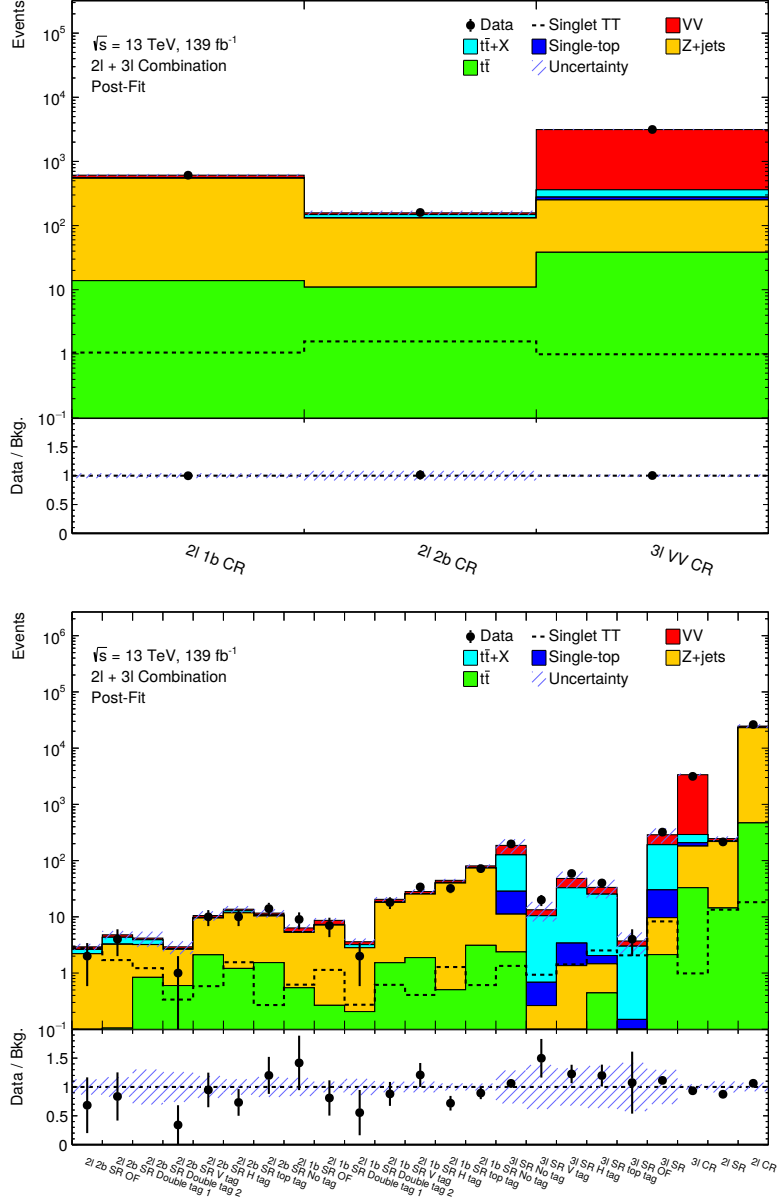 Events
10⁵
10⁴
10³
10²
10
1
10⁻¹
√s = 13 TeV, 139 fb⁻¹
2l + 3l Combination
Post-Fit
Data
Singlet TT
VV
tt̄+X
Single-top
Z+jets
tt̄
Uncertainty
Data / Bkg.
1.5
1
0.5
0
2l 1b CR
2l 2b CR
3l VV CR
Events
10⁶
10⁵
10⁴
10³
10²
10
1
10⁻¹
√s = 13 TeV, 139 fb⁻¹
2l + 3l Combination
Post-Fit
Data
Singlet TT
VV
tt̄+X
Single-top
Z+jets
tt̄
Uncertainty
Data / Bkg.
1.5
1
0.5
0
2l 2b SR OF
2l 2b SR Double tag 1
2l 2b SR Double tag 2
2l 2b SR V tag
2l 2b SR H tag
2l 2b SR top tag
2l 2b SR No tag
2l 1b SR OF
2l 1b SR Double tag 1
2l 1b SR Double tag 2
2l 1b SR V tag
2l 1b SR H tag
2l 1b SR top tag
2l 1b SR No tag
3l SR No tag
3l SR V tag
3l SR H tag
3l SR top tag
3l SR OF
3l SR
3l CR
2l SR
2l CR